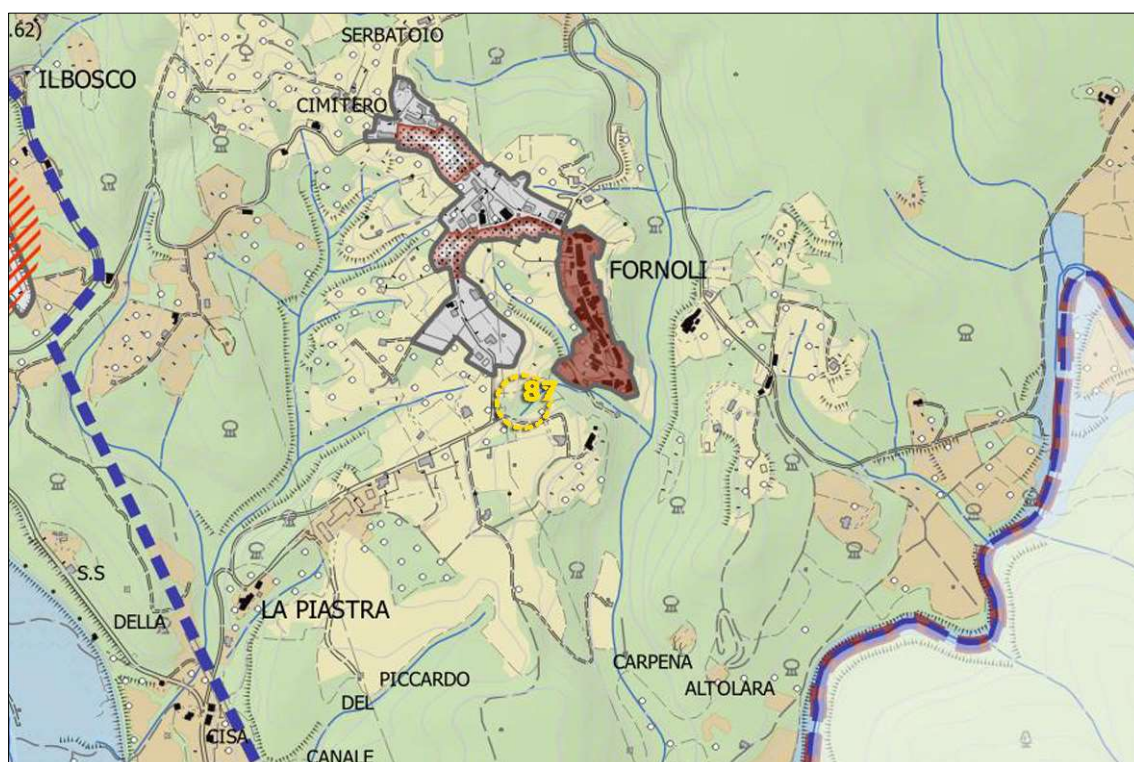 .62)
SERBATOIO
ILBOSCO
CIMITERO
FORNOLI
87
S.S
DELLA
LA PIASTRA
CARPENA
PICCARDO
ALTOLARA
DEL
CISA
CANALE